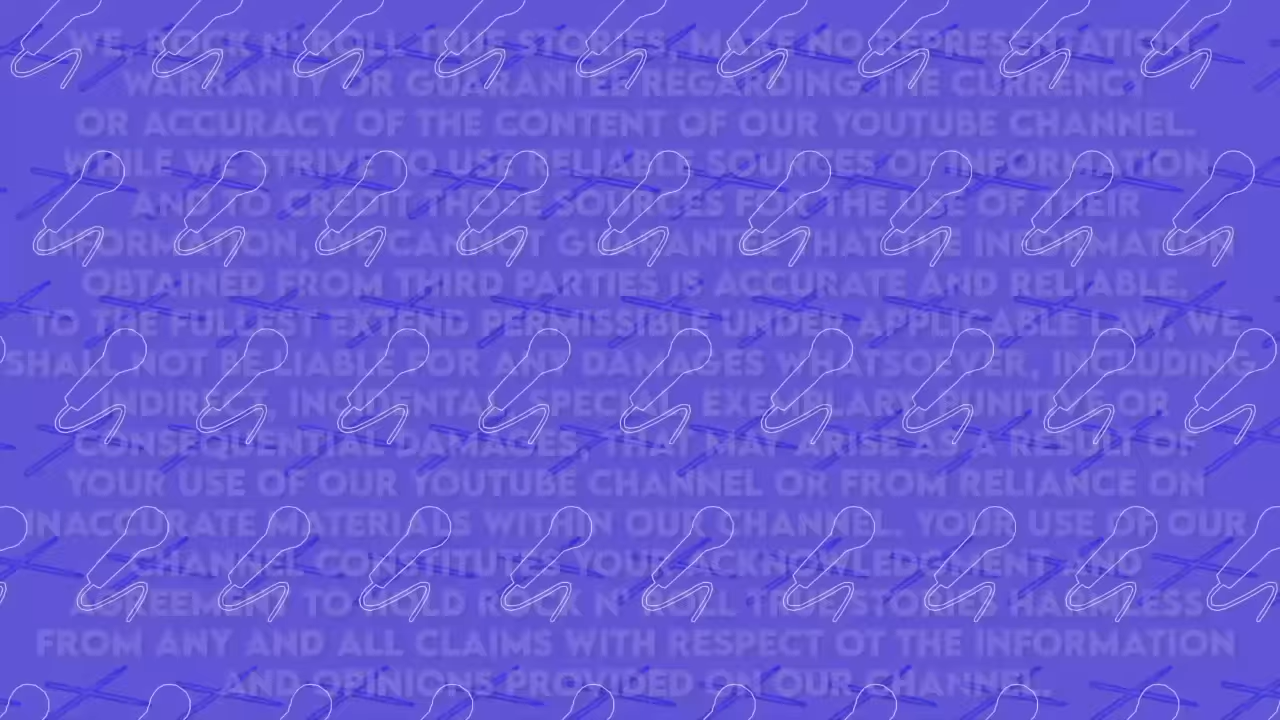 WE, ROCK N' ROLL TRUE STORIES, MAKE NO REPRESENTATION,
WARRANTY OR GUARANTEE REGARDING THE CURRENCY
OR ACCURACY OF THE CONTENT OF OUR YOUTUBE CHANNEL.
WHILE WE STRIVE TO USE RELIABLE SOURCES OF INFORMATION
AND TO CREDIT THOSE SOURCES FOR THE USE OF THEIR
INFORMATION, WE CANNOT GUARANTEE THAT THE INFORMATION
OBTAINED FROM THIRD PARTIES IS ACCURATE AND RELIABLE.
TO THE FULLEST EXTEND PERMISSIBLE UNDER APPLICABLE LAW, WE
SHALL NOT BE LIABLE FOR ANY DAMAGES WHATSOEVER, INCLUDING
INDIRECT, INCIDENTAL, SPECIAL, EXEMPLARY, PUNITIVE OR
CONSEQUENTIAL DAMAGES, THAT MAY ARISE AS A RESULT OF
YOUR USE OF OUR YOUTUBE CHANNEL OR FROM RELIANCE ON
INACCURATE MATERIALS WITHIN OUR CHANNEL. YOUR USE OF OUR
CHANNEL CONSTITUTES YOUR ACKNOWLEDGMENT AND
AGREEMENT TO HOLD ROCK N' ROLL TRUE STORIES HARMLESS
FROM ANY AND ALL CLAIMS WITH RESPECT OT THE INFORMATION
AND OPINIONS PROVIDED ON OUR CHANNEL.